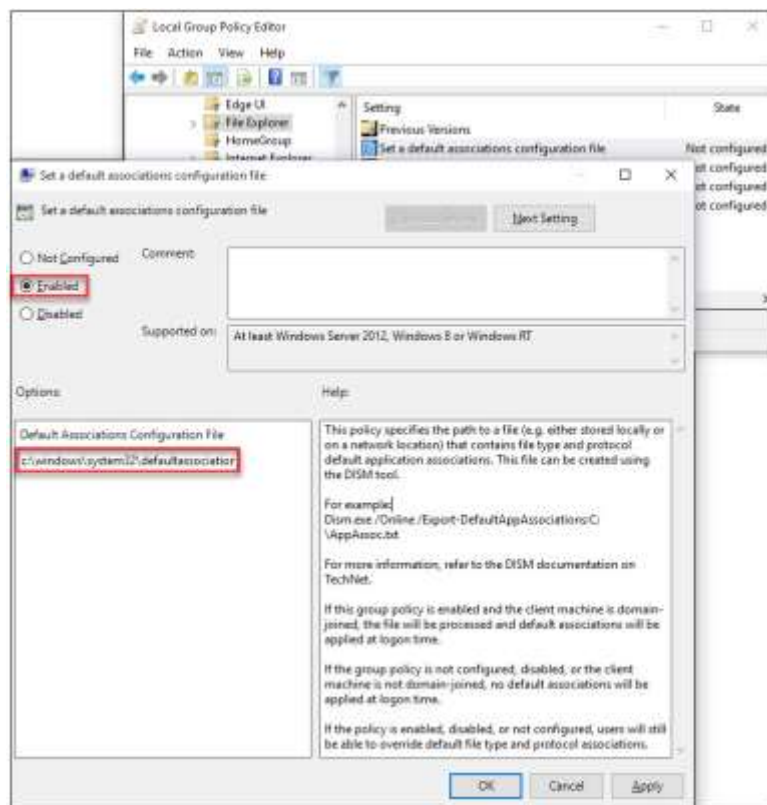 Local Group Policy Editor
File Action View Help
Edge UI
File Explorer
HomeGroup
Internet Explorer
Setting State
Previous Versions
Set a default associations configuration file Not configured
Not configured
Not configured
Not configured
Set a default associations configuration file
Set a default associations configuration file
Next Setting
Not Configured
Comment:
Enabled
Disabled
Supported on:
At least Windows Server 2012, Windows 8 or Windows RT
Options:
Help:
Default Associations Configuration File
c:\windows\system32\defaultassociation
This policy specifies the path to a file (e.g. either stored locally or
on a network location) that contains file type and protocol
default application associations. This file can be created using
the DISM tool.
For example:
Dism.exe /Online /Export-DefaultAppAssociations:C:
\AppAssoc.txt
For more information, refer to the DISM documentation on
TechNet.
If this group policy is enabled and the client machine is domain-
joined, the file will be processed and default associations will be
applied at logon time.
If the group policy is not configured, disabled, or the client
machine is not domain-joined, no default associations will be
applied at logon time.
If the policy is enabled, disabled, or not configured, users will still
be able to override default file type and protocol associations.
OK Cancel Apply